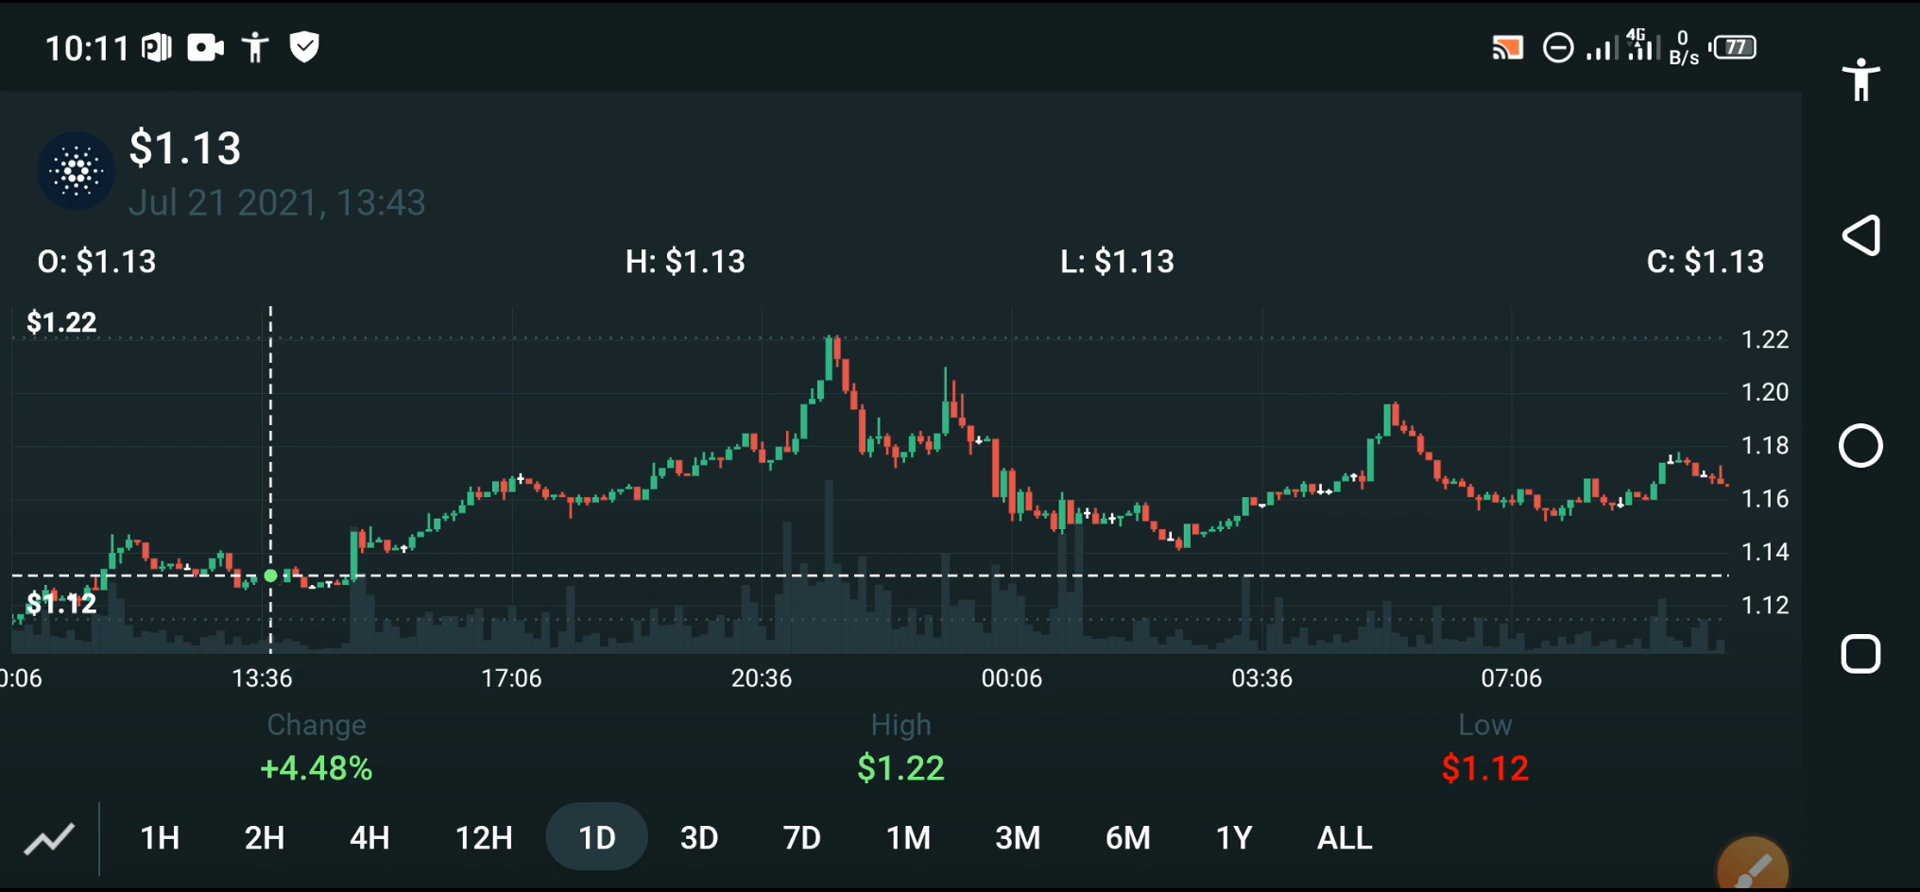 10:11 4G 0 B/s 77
$1.13
Jul 21 2021, 13:43
O: $1.13 H: $1.13 L: $1.13 C: $1.13
$1.22
1.22
1.20
1.18
1.16
1.14
$1.12
1.12
0:06 13:36 17:06 20:36 00:06 03:36 07:06
Change High Low
+4.48% $1.22 $1.12
1H 2H 4H 12H 1D 3D 7D 1M 3M 6M 1Y ALL